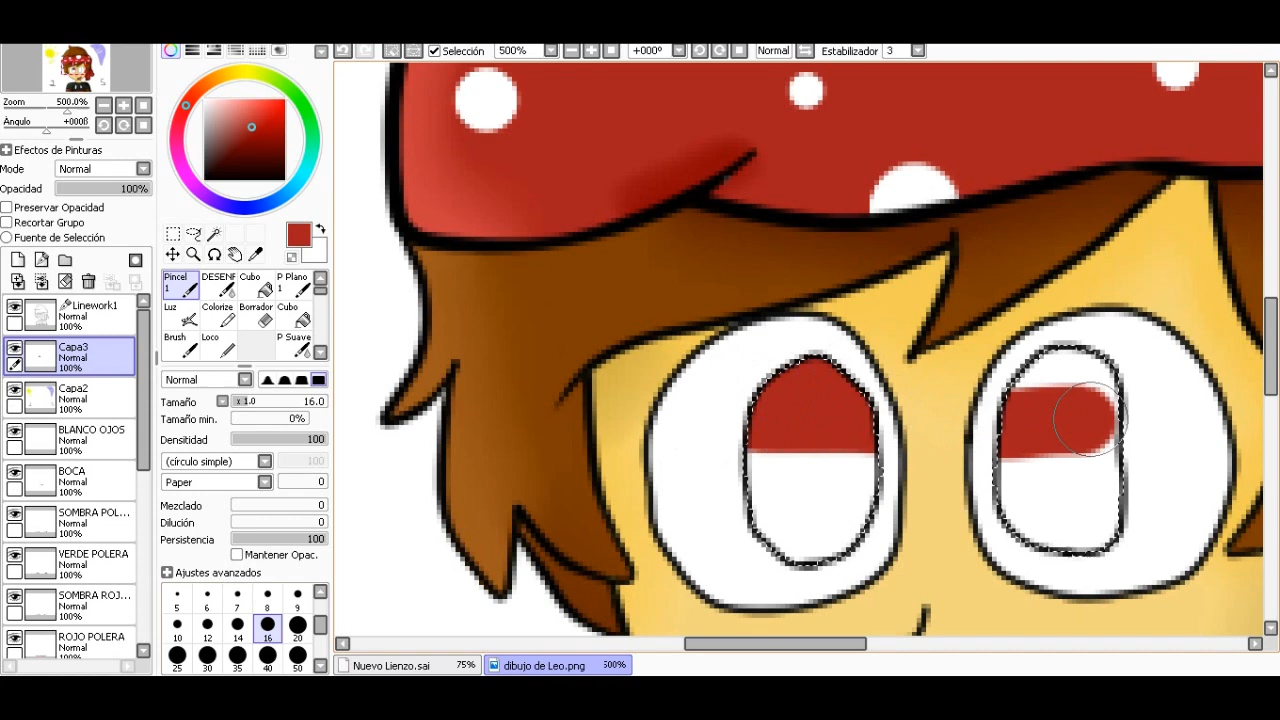 Selección 500% +000º Normal Estabilizador 3
Zoom 500.0%
Ángulo +000ß
Efectos de Pinturas
Mode Normal
Opacidad 100%
Preservar Opacidad
Recortar Grupo
Fuente de Selección
Linework1
Normal
100%
Capa3
Normal
100%
Capa2
Normal
100%
BLANCO OJOS
Normal
100%
BOCA
Normal
100%
SOMBRA POL...
Normal
100%
VERDE POLERA
Normal
100%
SOMBRA ROJ...
Normal
100%
ROJO POLERA
Normal
100%
Pincel DESENF Cubo P Plano
1 1
Luz Colorize Borrador Cubo
Brush Loco P Suave
Normal
Tamaño x 1.0 16.0
Tamaño min. 0%
Densitidad 100
(círculo simple) 100
Paper 0
Mezclado 0
Dilución 0
Persistencia 100
Mantener Opac.
Ajustes avanzados
5 6 7 8 9
10 12 14 16 20
25 30 35 40 50
Nuevo Lienzo.sai 75% dibujo de Leo.png 500%